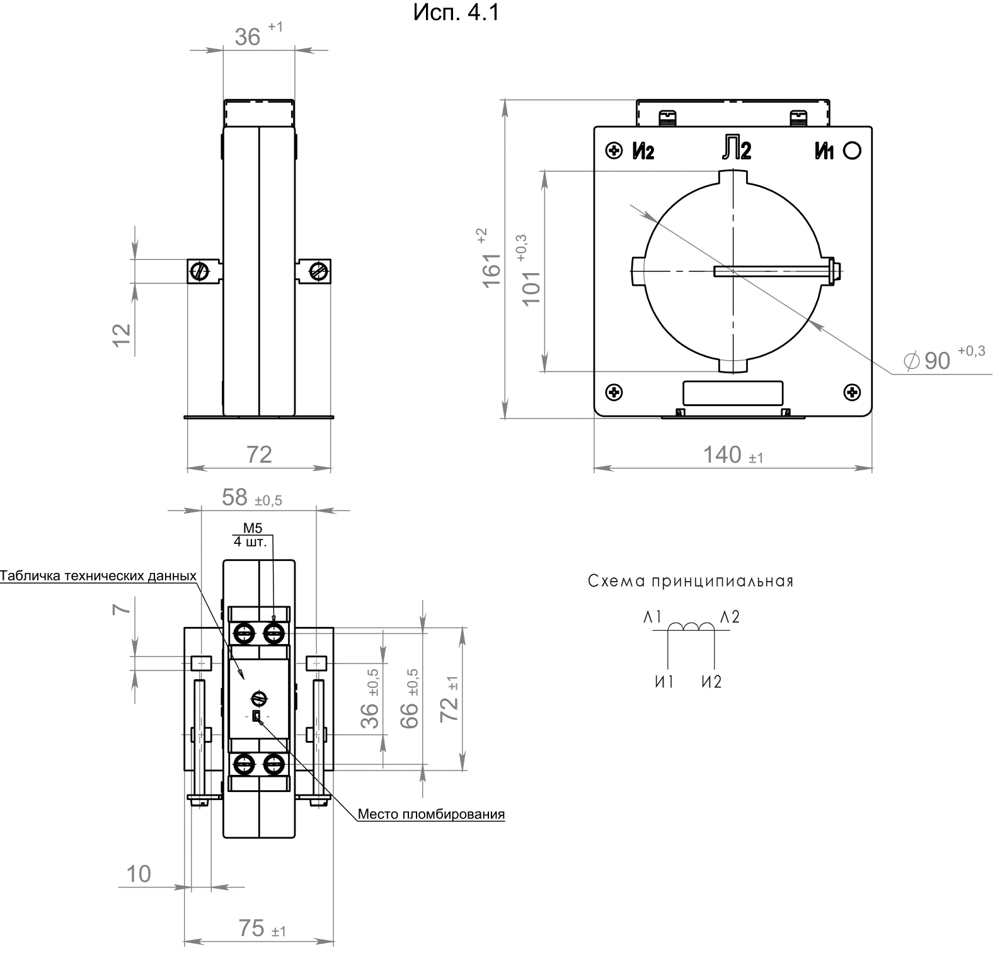 Исп. 4.1
36 +1
И2 Л2 И1
161 +2
101 +0,3
12
⌀90 +0,3
72
140 ±1
58 ±0,5
М5
4 шт.
Табличка технических данных
Схема принципиальная
7
Л1 Л2
36 ±0,5
66 ±0,5
72 ±1
И1 И2
Место пломбирования
10
75 ±1